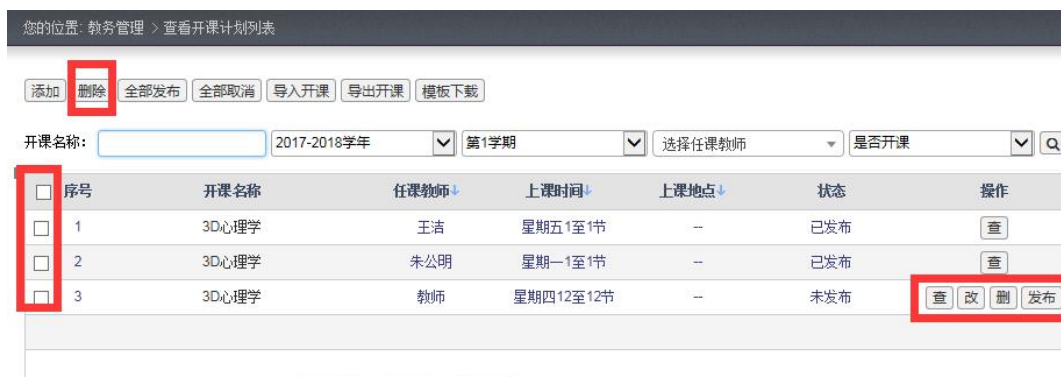 您的位置: 教务管理 > 查看开课计划列表
添加 删除 全部发布 全部取消 导入开课 导出开课 模板下载
开课名称: 2017-2018学年 第1学期 选择任课教师 是否开课
序号 开课名称 任课教师↓ 上课时间↓ 上课地点↓ 状态 操作
1 3D心理学 王洁 星期五1至1节 -- 已发布 查
2 3D心理学 朱公明 星期一1至1节 -- 已发布 查
3 3D心理学 教师 星期四12至12节 -- 未发布 查 改 删 发布